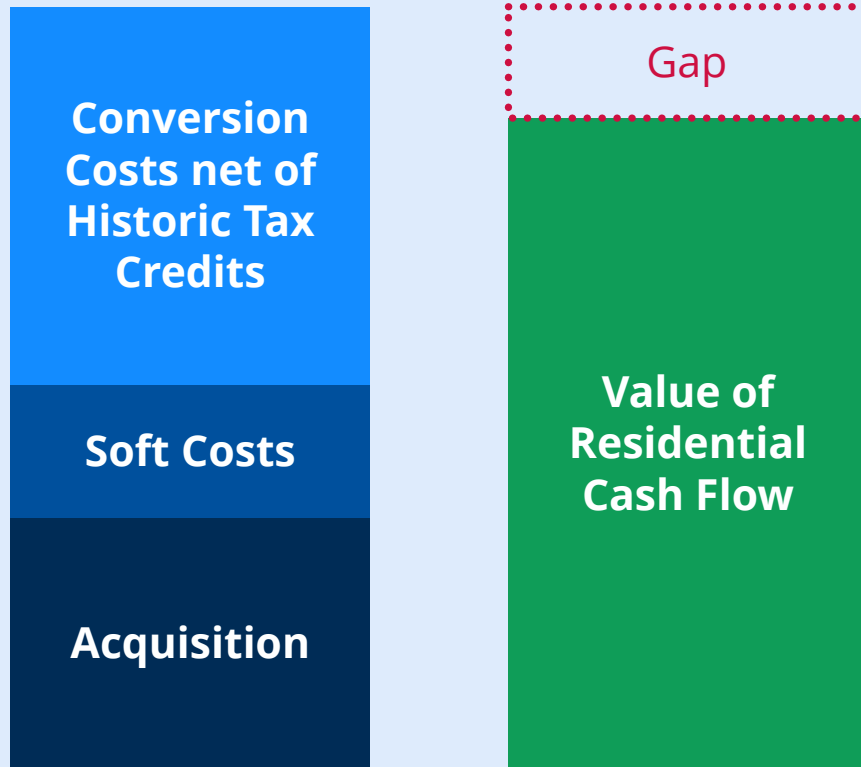 Conversion
Costs net of
Historic Tax
Credits
Soft Costs
Acquisition
Gap
Value of
Residential
Cash Flow